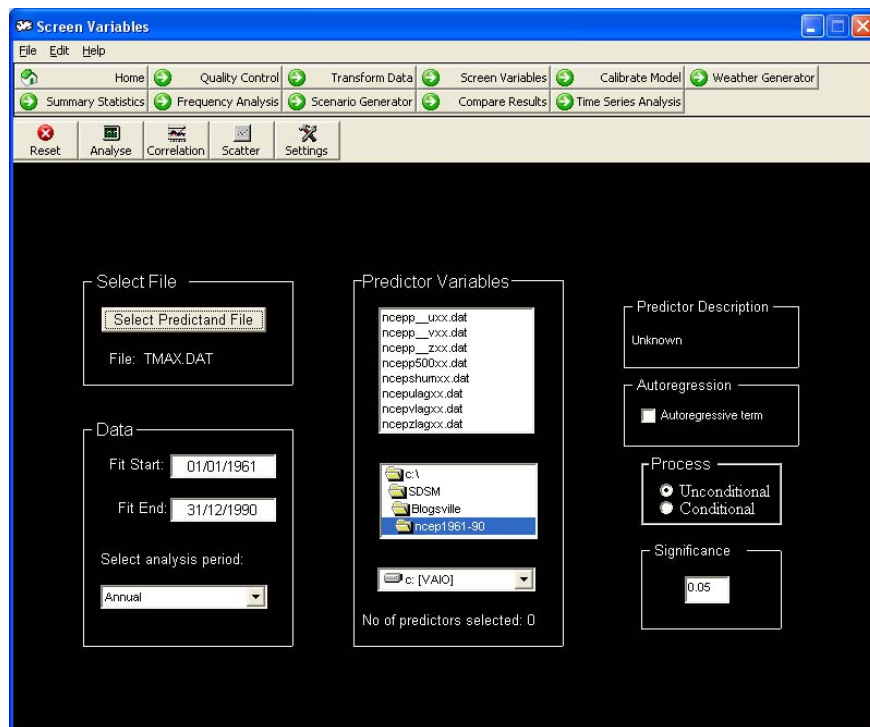 Screen Variables
File Edit Help
Home Quality Control Transform Data Screen Variables Calibrate Model Weather Generator
Summary Statistics Frequency Analysis Scenario Generator Compare Results Time Series Analysis
Reset Analyse Correlation Scatter Settings
Select File
Select Predictand File
File: TMAX.DAT
Data
Fit Start: 01/01/1961
Fit End: 31/12/1990
Select analysis period:
Annual
Predictor Variables
ncepp__uxx.dat
ncepp__vxx.dat
ncepp__zxx.dat
ncepp500xx.dat
ncepshumxx.dat
ncepulagxx.dat
ncepvlagxx.dat
ncepzlagxx.dat
c:\
SDSM
Blogsville
ncep1961-90
c: [VAIO]
No of predictors selected: 0
Predictor Description
Unknown
Autoregression
Autoregressive term
Process
Unconditional
Conditional
Significance
0.05